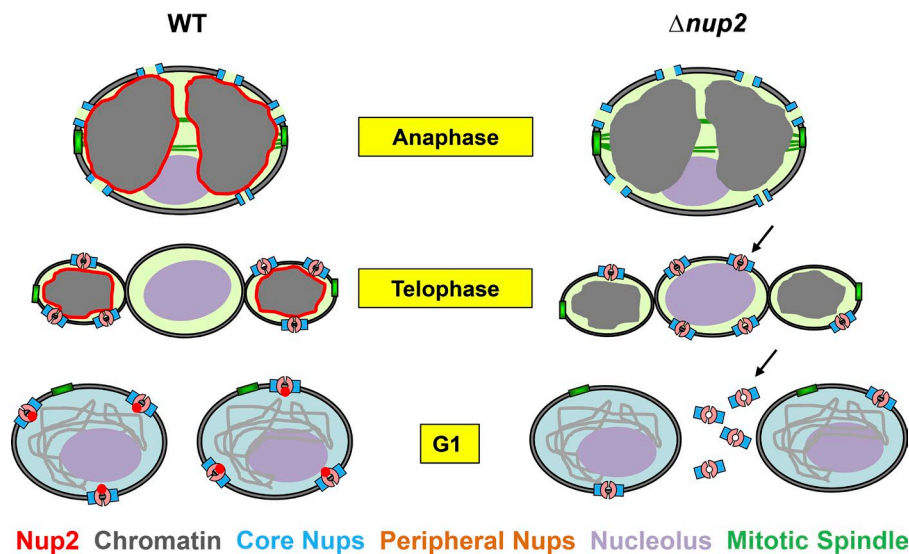 WT
Δnup2
Anaphase
Telophase
G1
Nup2 Chromatin Core Nups Peripheral Nups Nucleolus Mitotic Spindle